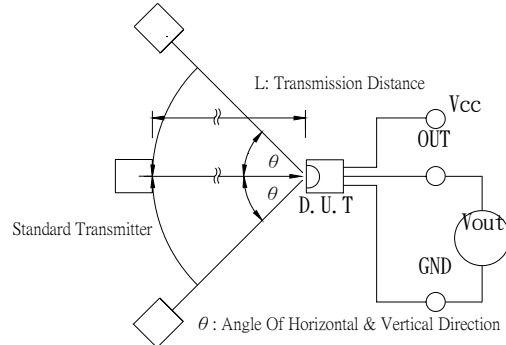 L: Transmission Distance
Vcc
OUT
θ
θ
D.U.T
Standard Transmitter
Vout
GND
θ : Angle Of Horizontal & Vertical Direction